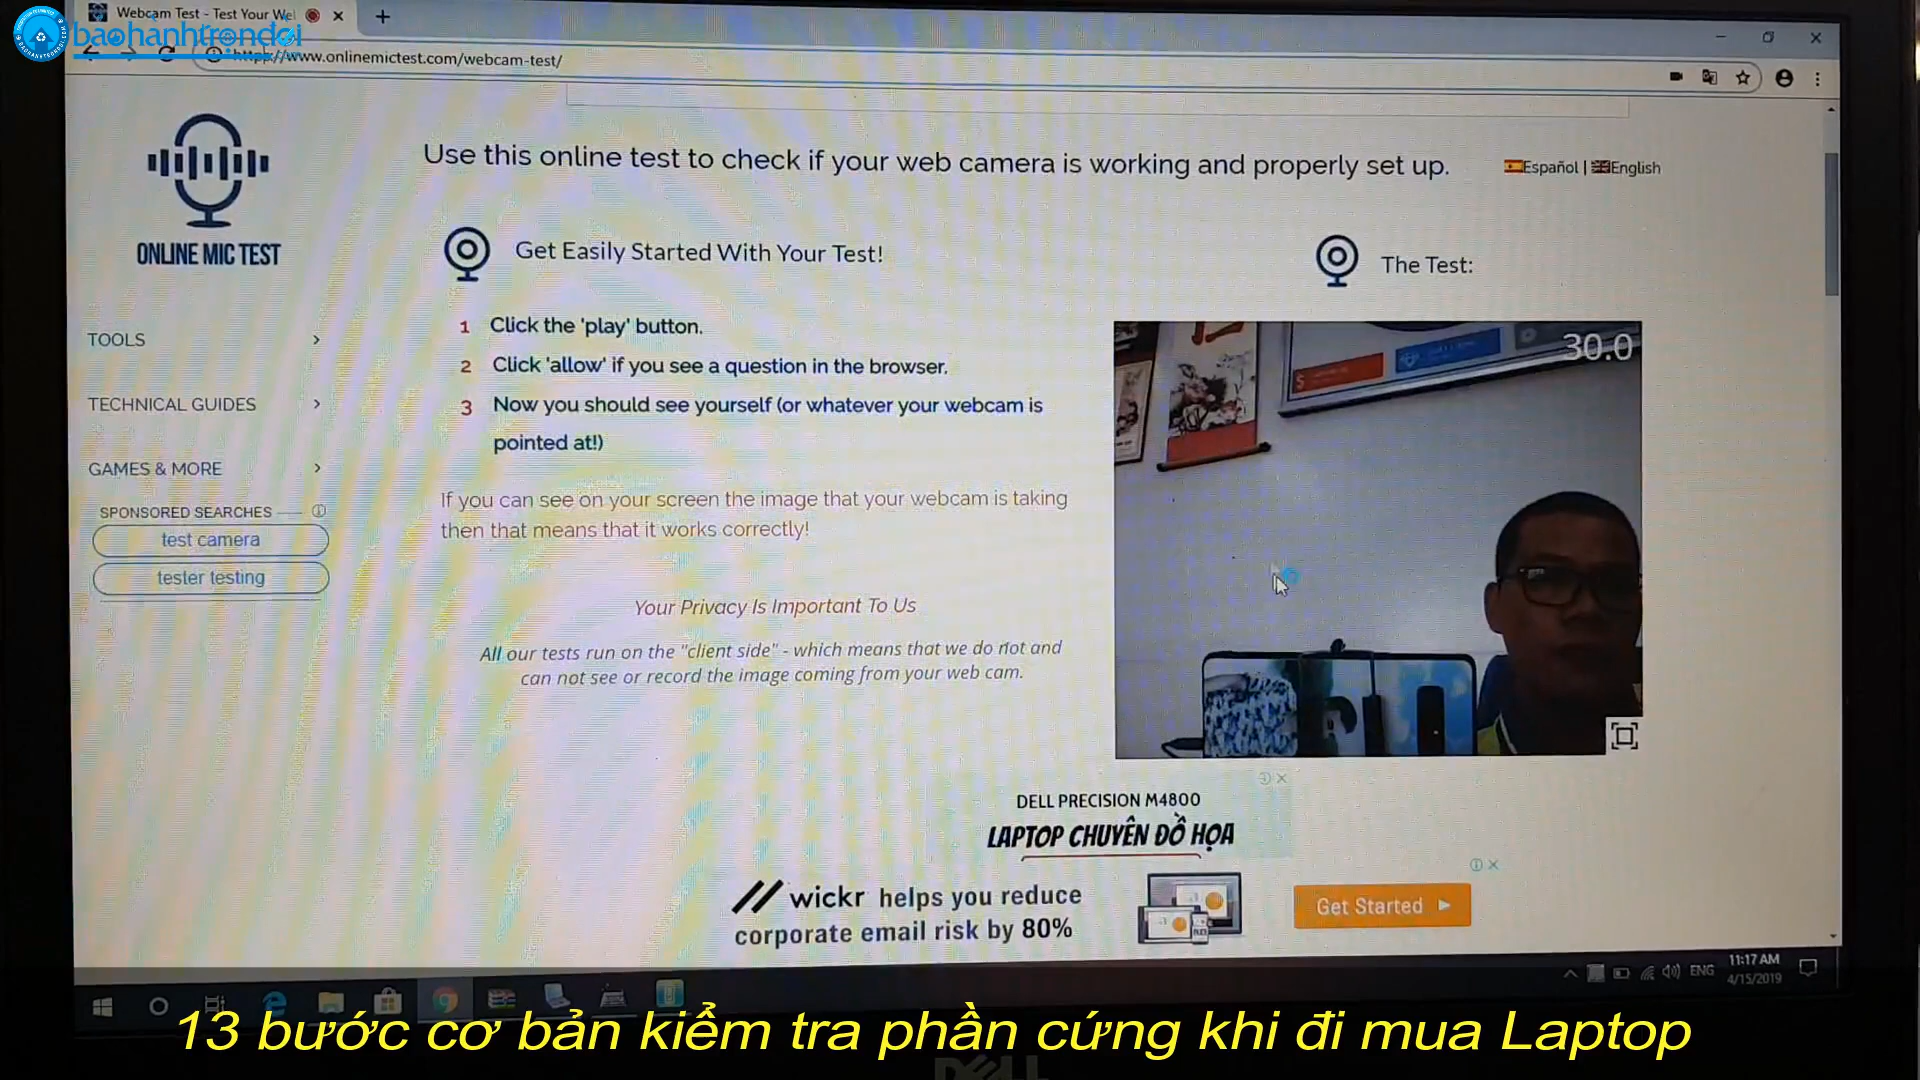 Webcam Test - Test Your We
baohanhtrondoi
http://www.onlinemictest.com/webcam-test/
ONLINE MIC TEST
Use this online test to check if your web camera is working and properly set up.
Español | English
Get Easily Started With Your Test!
The Test:
1 Click the 'play' button.
2 Click 'allow' if you see a question in the browser.
3 Now you should see yourself (or whatever your webcam is
pointed at!)
30.0
TOOLS
TECHNICAL GUIDES
GAMES & MORE
SPONSORED SEARCHES
test camera
tester testing
If you can see on your screen the image that your webcam is taking
then that means that it works correctly!
Your Privacy Is Important To Us
All our tests run on the "client side" - which means that we do not and
can not see or record the image coming from your web cam.
DELL PRECISION M4800
LAPTOP CHUYÊN ĐỒ HỌA
wickr helps you reduce
corporate email risk by 80%
Get Started
ENG
11:17 AM
4/15/2019
13 bước cơ bản kiểm tra phần cứng khi đi mua Laptop
DELL